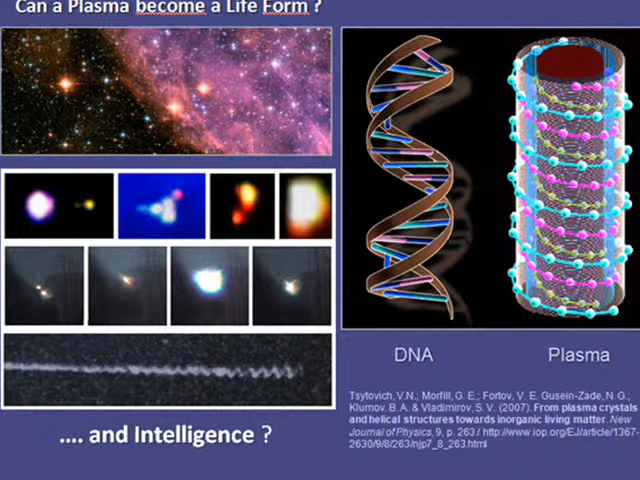 Can a Plasma become a Life Form ?
DNA
Plasma
Tsytovich, V.N.; Morfill, G. E.; Fortov, V. E. Gusein-Zade, N. G.;
Klumov. B. A. & Vladimirov, S. V. (2007). From plasma crystals
and helical structures towards inorganic living matter. New
Journal of Physics, 9, p. 263 / http://www.iop.org/EJ/article/1367-
2630/9/8/263/njp7_8_263.html
.... and Intelligence ?